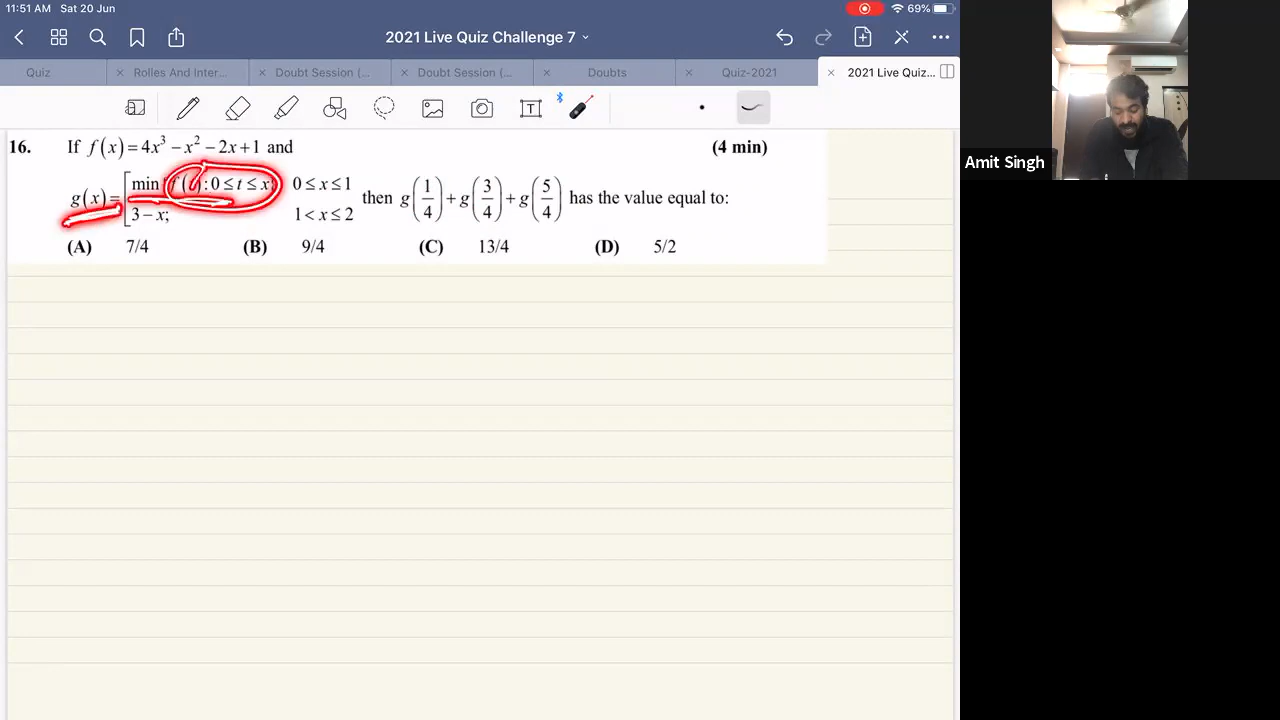 11:51 AM Sat 20 Jun 69%
2021 Live Quiz Challenge 7
Quiz × Rolles And Inter... × Doubt Session (... × Doubt Session (... × Doubts × Quiz-2021 × 2021 Live Quiz...
16. If f(x) = 4x³ − x² − 2x + 1 and (4 min)
g(x) = [ min : 0 ≤ t ≤ x 0 ≤ x ≤ 1
3 − x; 1 < x ≤ 2
then g(1/4) + g(3/4) + g(5/4) has the value equal to:
(A) 7/4 (B) 9/4 (C) 13/4 (D) 5/2
Amit Singh